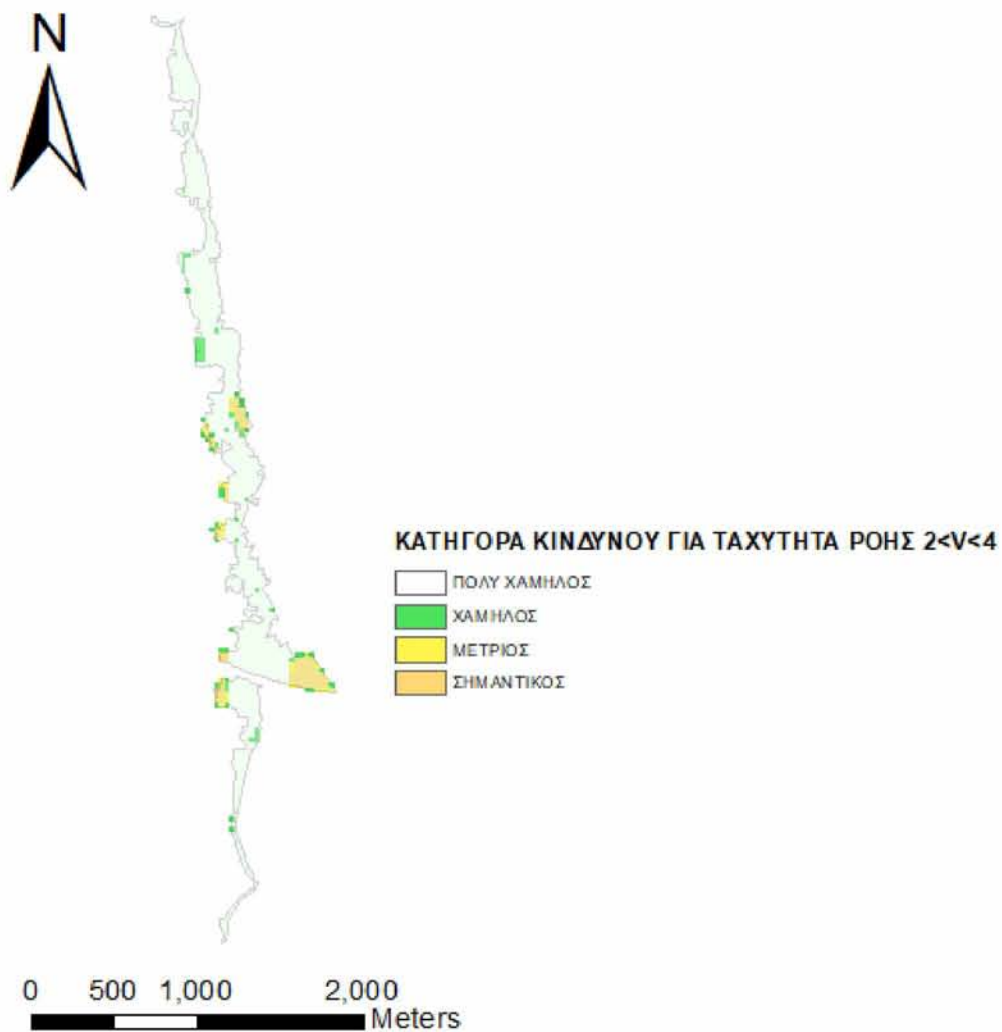 N
ΚΑΤΗΓΟΡΑ ΚΙΝΔΥΝΟΥ ΓΙΑ ΤΑΧΥΤΗΤΑ ΡΟΗΣ 2<V<4
ΠΟΛΥ ΧΑΜΗΛΟΣ
ΧΑΜΗΛΟΣ
ΜΕΤΡΙΟΣ
ΣΗΜΑΝΤΙΚΟΣ
0 500 1,000 2,000
Meters